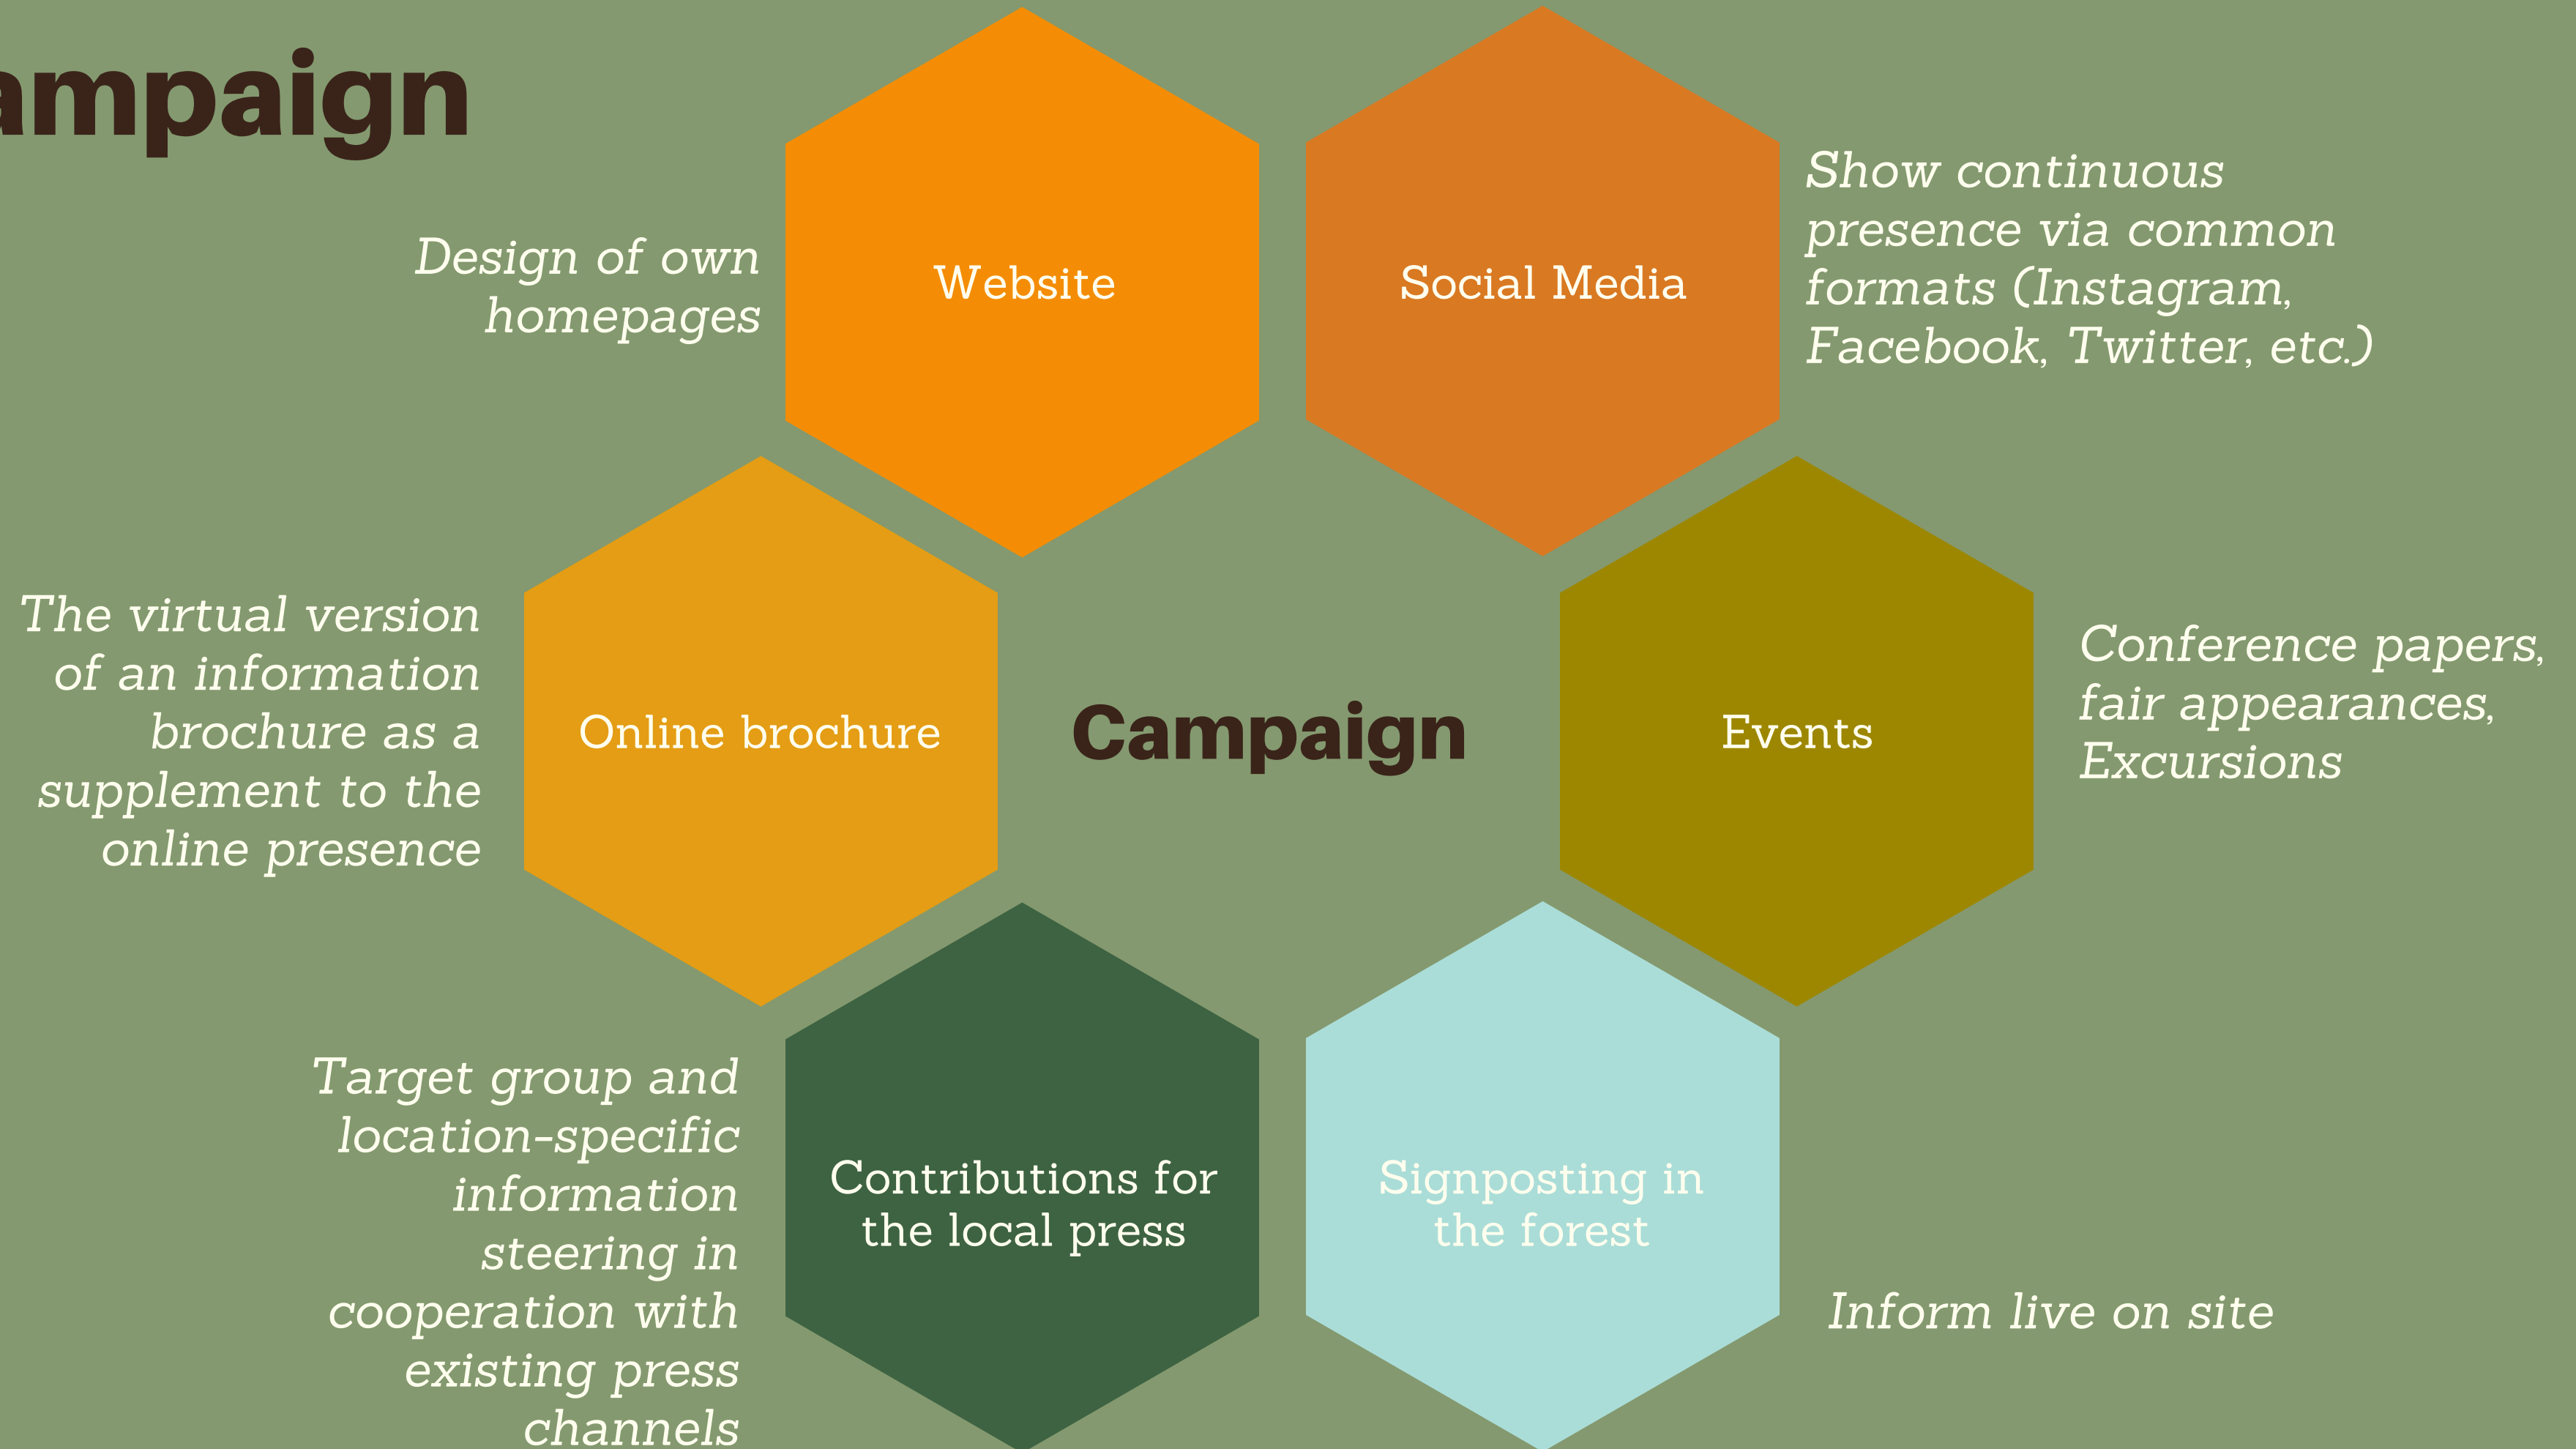 ampaign
Design of own
homepages
Website
Social Media
Show continuous
presence via common
formats (Instagram,
Facebook, Twitter, etc.)
The virtual version
of an information
brochure as a
supplement to the
online presence
Online brochure
Campaign
Events
Conference papers,
fair appearances,
Excursions
Target group and
location-specific
information
steering in
cooperation with
existing press
channels
Contributions for
the local press
Signposting in
the forest
Inform live on site